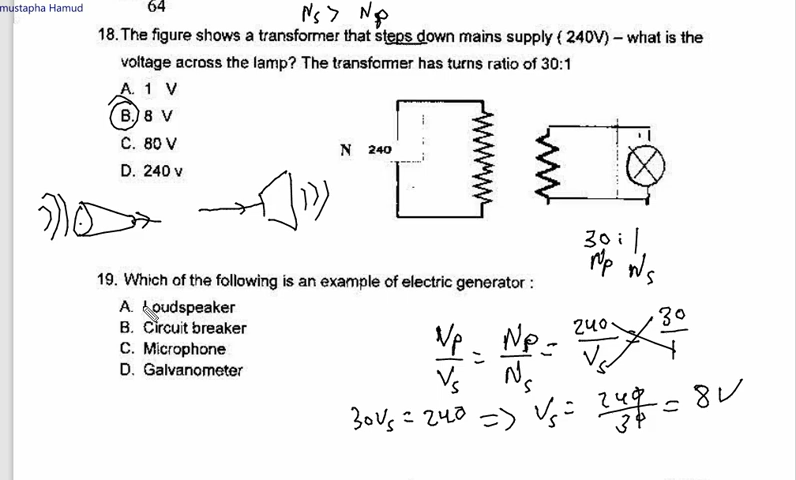 mustapha Hamud
64
Ns > Np
18. The figure shows a transformer that steps down mains supply ( 240V) – what is the
voltage across the lamp? The transformer has turns ratio of 30:1
A. 1 V
B. 8 V
C. 80 V
D. 240 v
N 240
30 : 1
Np Ns
19. Which of the following is an example of electric generator :
A. Loudspeaker
B. Circuit breaker
C. Microphone
D. Galvanometer
Vp/Vs = Np/Ns = 240/Vs = 30/1
30Vs = 240 => Vs = 240/30 = 8V